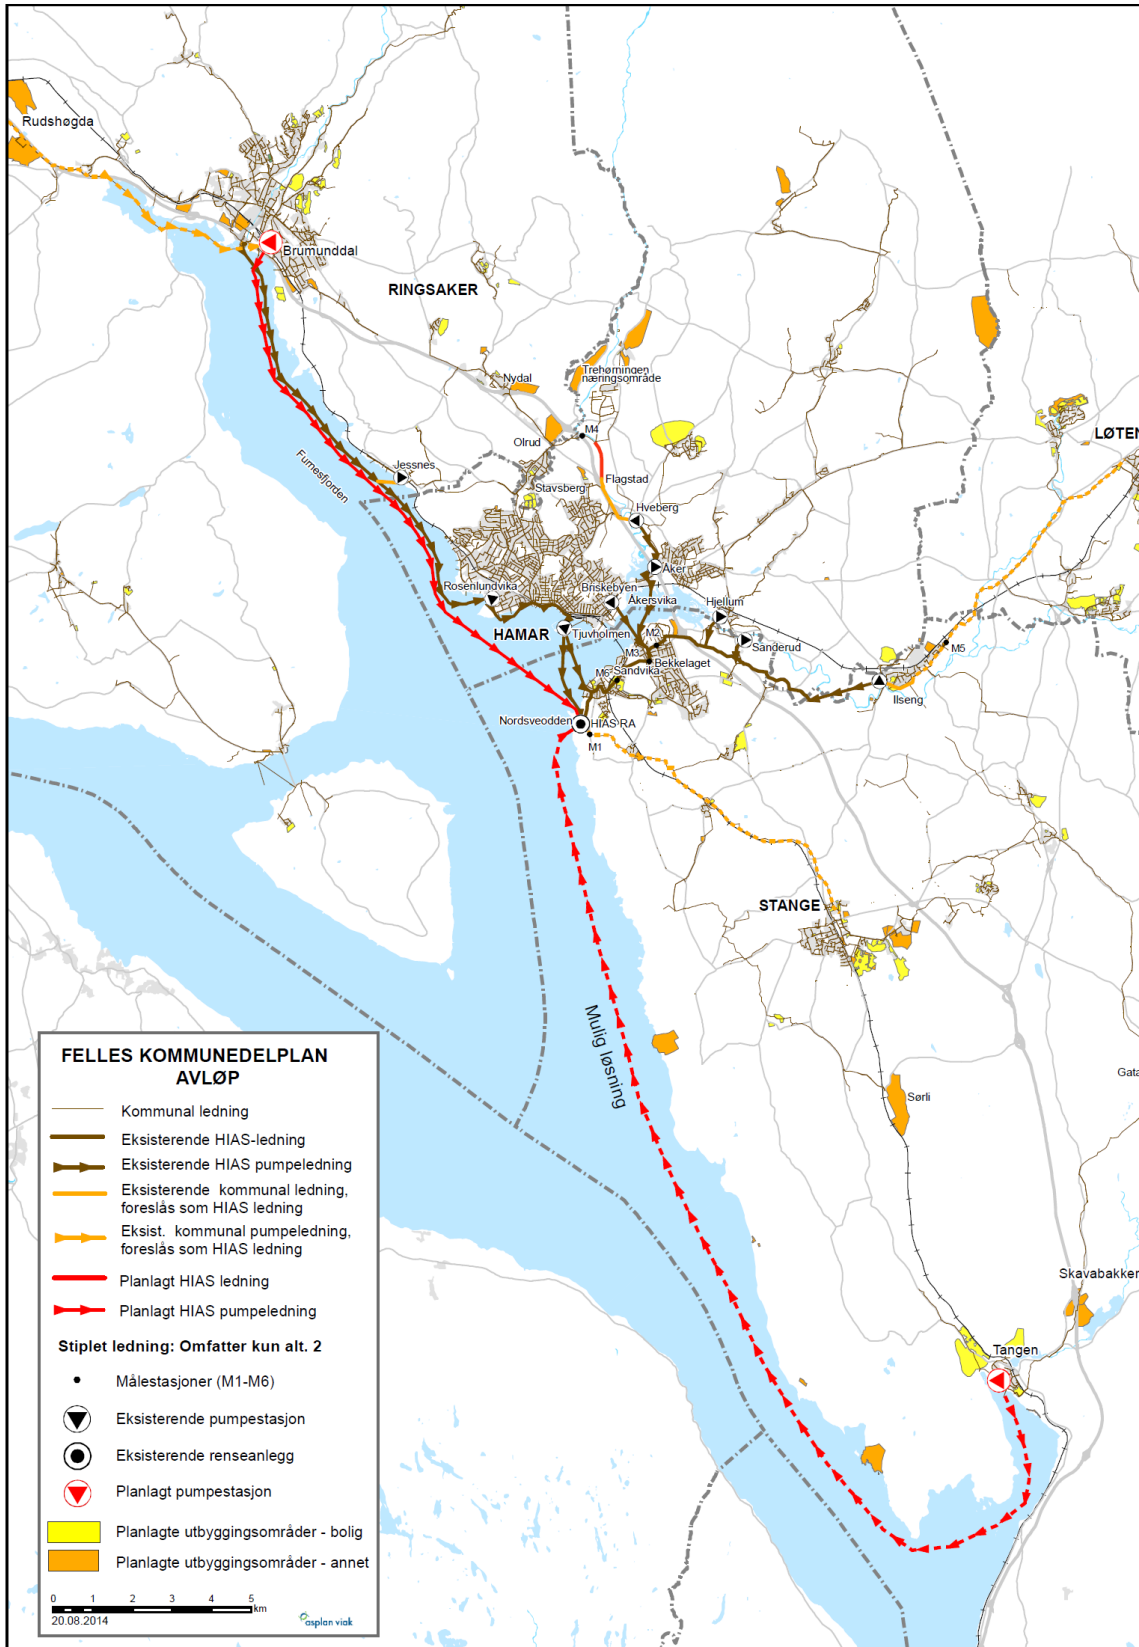 Rudshøgda
Brumunddal
RINGSAKER
Nydal
Trehørningen
næringsområde
M4
Olrud
LØTEN
Jessnes
Furnesfjorden
Stavsberg
Flagstad
Hveberg
Åker
Rosenlundvika
Briskebyen
Åkersvika
Hjellum
HAMAR
Tjuvholmen
M2
M3
Sanderud
M5
Bekkelaget
M6
Sandvika
Ilseng
Nordsveodden
HIAS RA
M1
STANGE
Mulig løsning
Gata
Sørli
Skavabakken
Tangen
FELLES KOMMUNEDELPLAN
AVLØP
Kommunal ledning
Eksisterende HIAS-ledning
Eksisterende HIAS pumpeledning
Eksisterende kommunal ledning,
foreslås som HIAS ledning
Eksist. kommunal pumpeledning,
foreslås som HIAS ledning
Planlagt HIAS ledning
Planlagt HIAS pumpeledning
Stiplet ledning: Omfatter kun alt. 2
Målestasjoner (M1-M6)
Eksisterende pumpestasjon
Eksisterende renseanlegg
Planlagt pumpestasjon
Planlagte utbyggingsområder - bolig
Planlagte utbyggingsområder - annet
0 1 2 3 4 5
km
20.08.2014
asplan viak